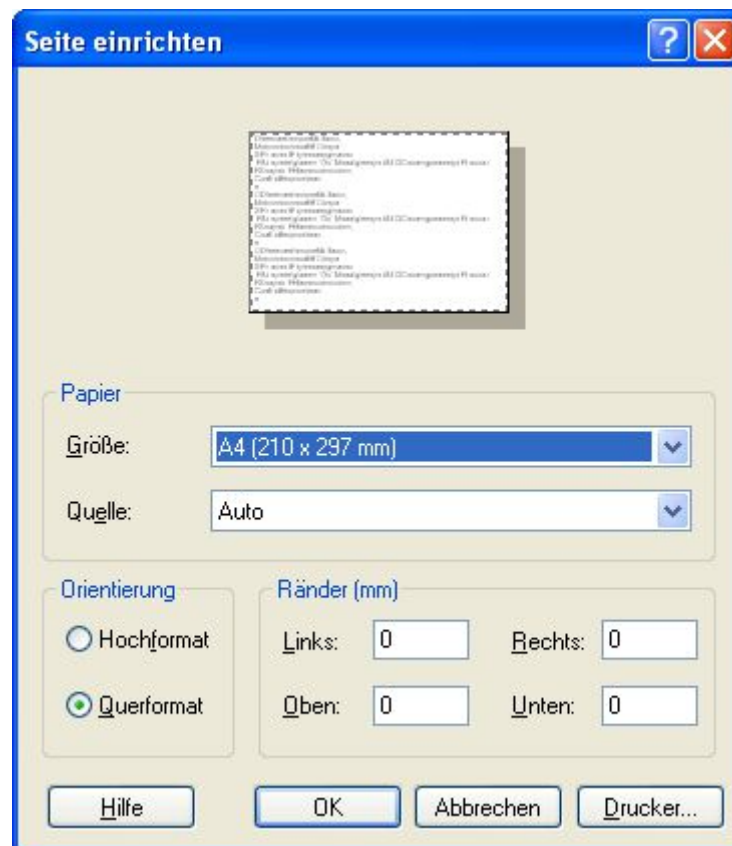 Seite einrichten
Papier
Größe: A4 (210 x 297 mm)
Quelle: Auto
Orientierung
Hochformat
Querformat
Ränder (mm)
Links: 0 Rechts: 0
Oben: 0 Unten: 0
Hilfe OK Abbrechen Drucker...